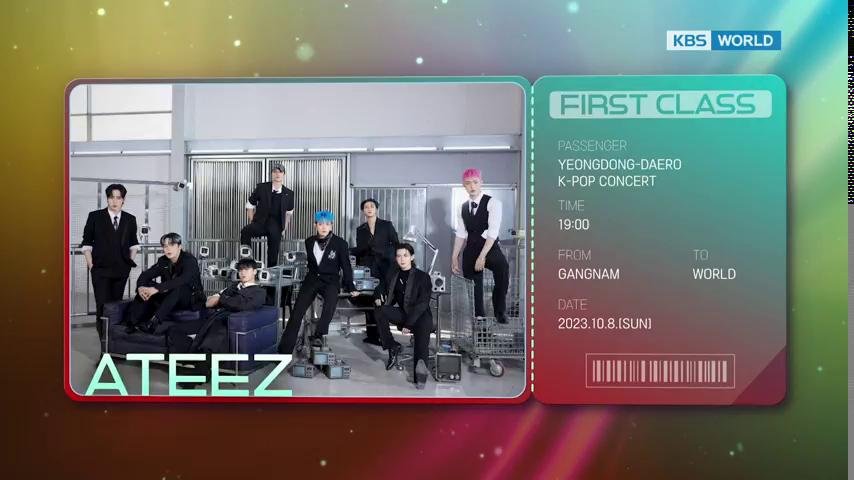 KBS WORLD
FIRST CLASS
PASSENGER
YEONGDONG-DAERO
K-POP CONCERT
TIME
19:00
FROM TO
GANGNAM WORLD
DATE
2023.10.8.[SUN]
ATEEZ